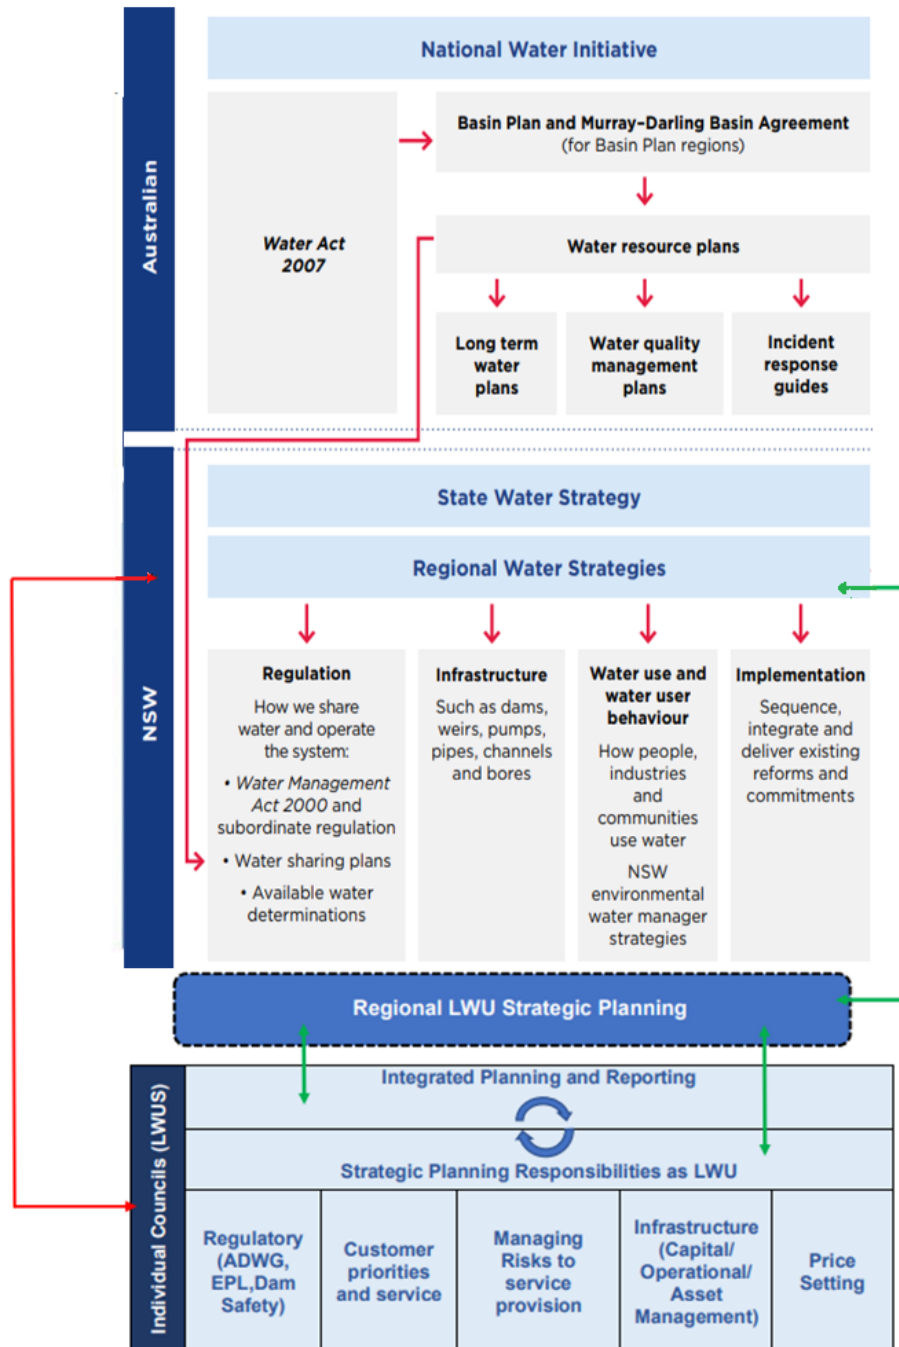 National Water Initiative
Australian
Water Act
2007
Basin Plan and Murray–Darling Basin Agreement
(for Basin Plan regions)
Water resource plans
Long term
water
plans
Water quality
management
plans
Incident
response
guides
NSW
State Water Strategy
Regional Water Strategies
Regulation
How we share
water and operate
the system:
• Water Management
Act 2000 and
subordinate regulation
• Water sharing plans
• Available water
determinations
Infrastructure
Such as dams,
weirs, pumps,
pipes, channels
and bores
Water use and
water user
behaviour
How people,
industries
and
communities
use water
NSW
environmental
water manager
strategies
Implementation
Sequence,
integrate and
deliver existing
reforms and
commitments
Regional LWU Strategic Planning
Individual Councils (LWUS)
Integrated Planning and Reporting
Strategic Planning Responsibilities as LWU
Regulatory
(ADWG,
EPL,Dam
Safety)
Customer
priorities
and service
Managing
Risks to
service
provision
Infrastructure
(Capital/
Operational/
Asset
Management)
Price
Setting